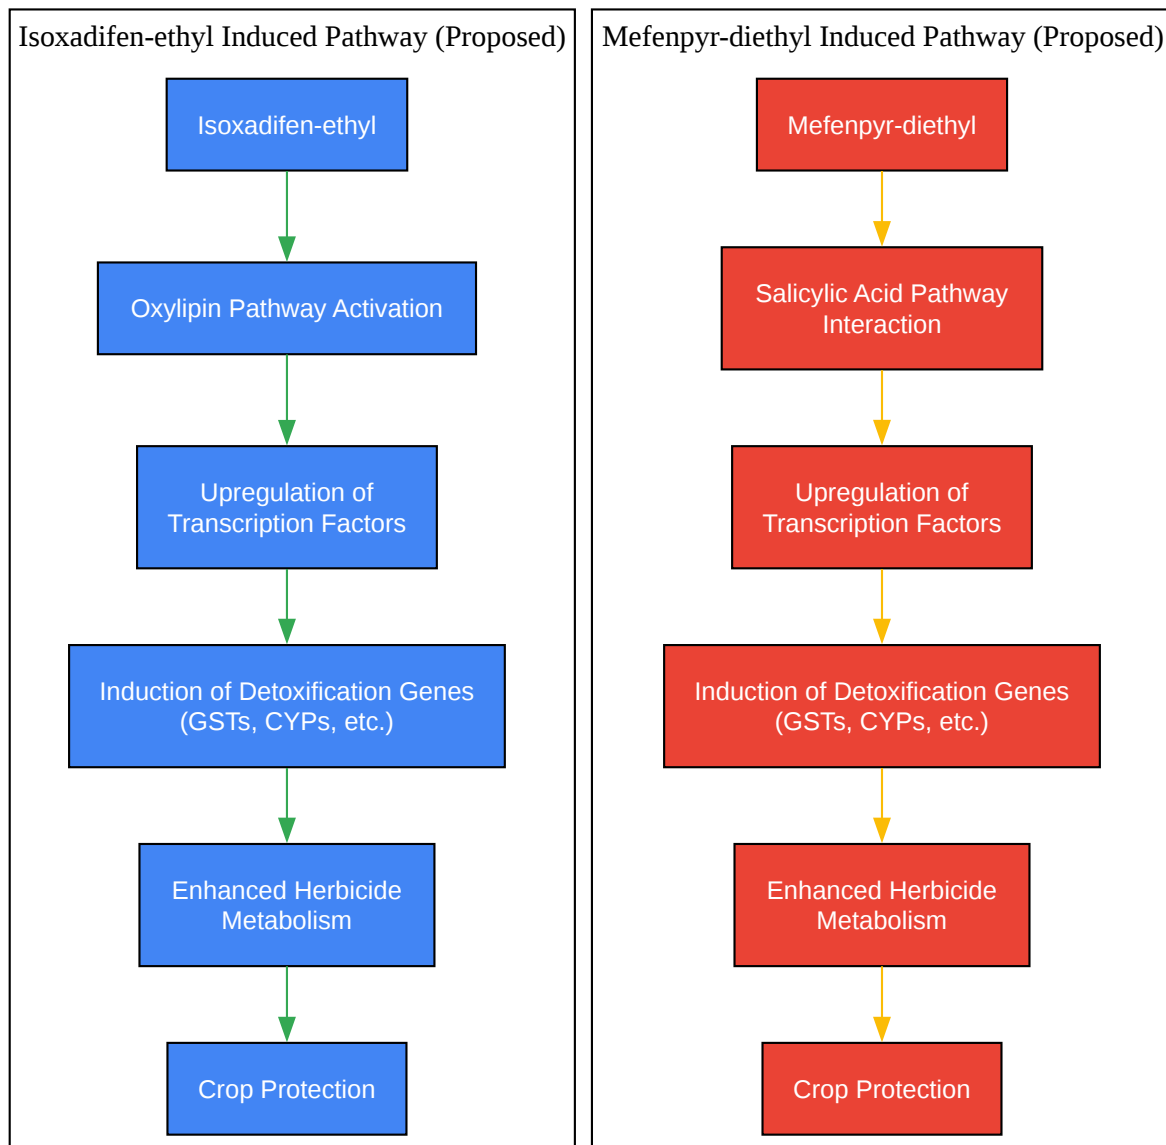 Isoxadifen-ethyl Induced Pathway (Proposed)
Isoxadifen-ethyl
Oxylipin Pathway Activation
Upregulation of
Transcription Factors
Induction of Detoxification Genes
(GSTs, CYPs, etc.)
Enhanced Herbicide
Metabolism
Crop Protection
Mefenpyr-diethyl Induced Pathway (Proposed)
Mefenpyr-diethyl
Salicylic Acid Pathway
Interaction
Upregulation of
Transcription Factors
Induction of Detoxification Genes
(GSTs, CYPs, etc.)
Enhanced Herbicide
Metabolism
Crop Protection